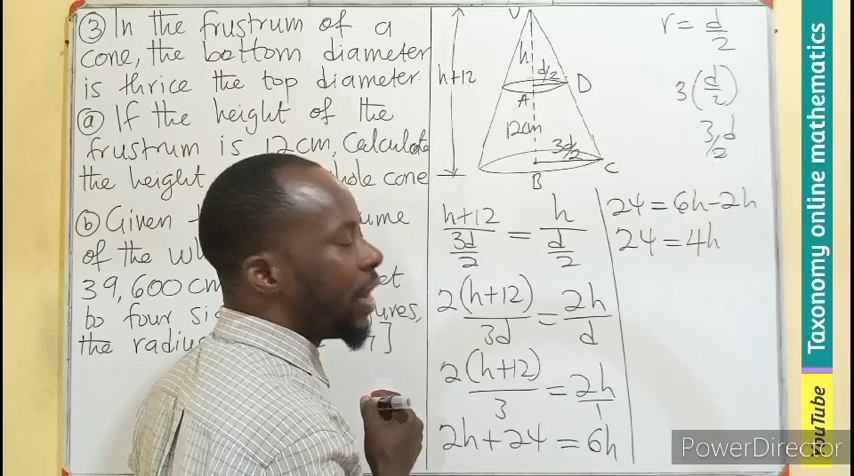 ③ In the frustrum of a
cone, the bottom diameter
is thrice the top diameter
ⓐ If the height of the
frustrum is 12cm, Calculate
the height whole cone
ⓑ Given
of the
39,600
to four
the
h+12
V
h
d/2
A
D
12cm
3d/2
B
C
r = d/2
3(d/2)
3/2d
(h+12)/(3d/2) = h/(d/2)
2(h+12)/3d = 2h/d
2(h+12)/3 = 2h/1
2h+24 = 6h
24 = 6h-2h
24 = 4h
Taxonomy online mathematics
YouTube
PowerDirector